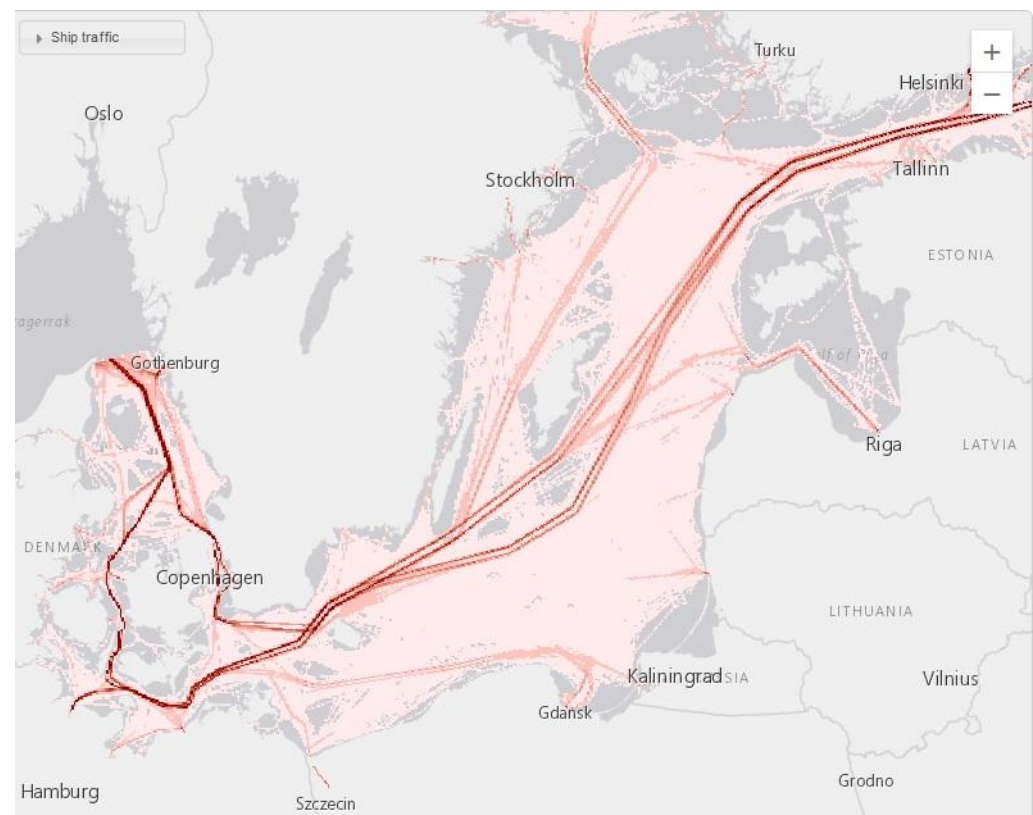 Ship traffic
+
−
Turku
Oslo
Helsinki
Stockholm
Tallinn
ESTONIA
Gothenburg
Riga
LATVIA
DENMARK
Copenhagen
LITHUANIA
Kaliningrad
Vilnius
Gdansk
Grodno
Hamburg
Szczecin